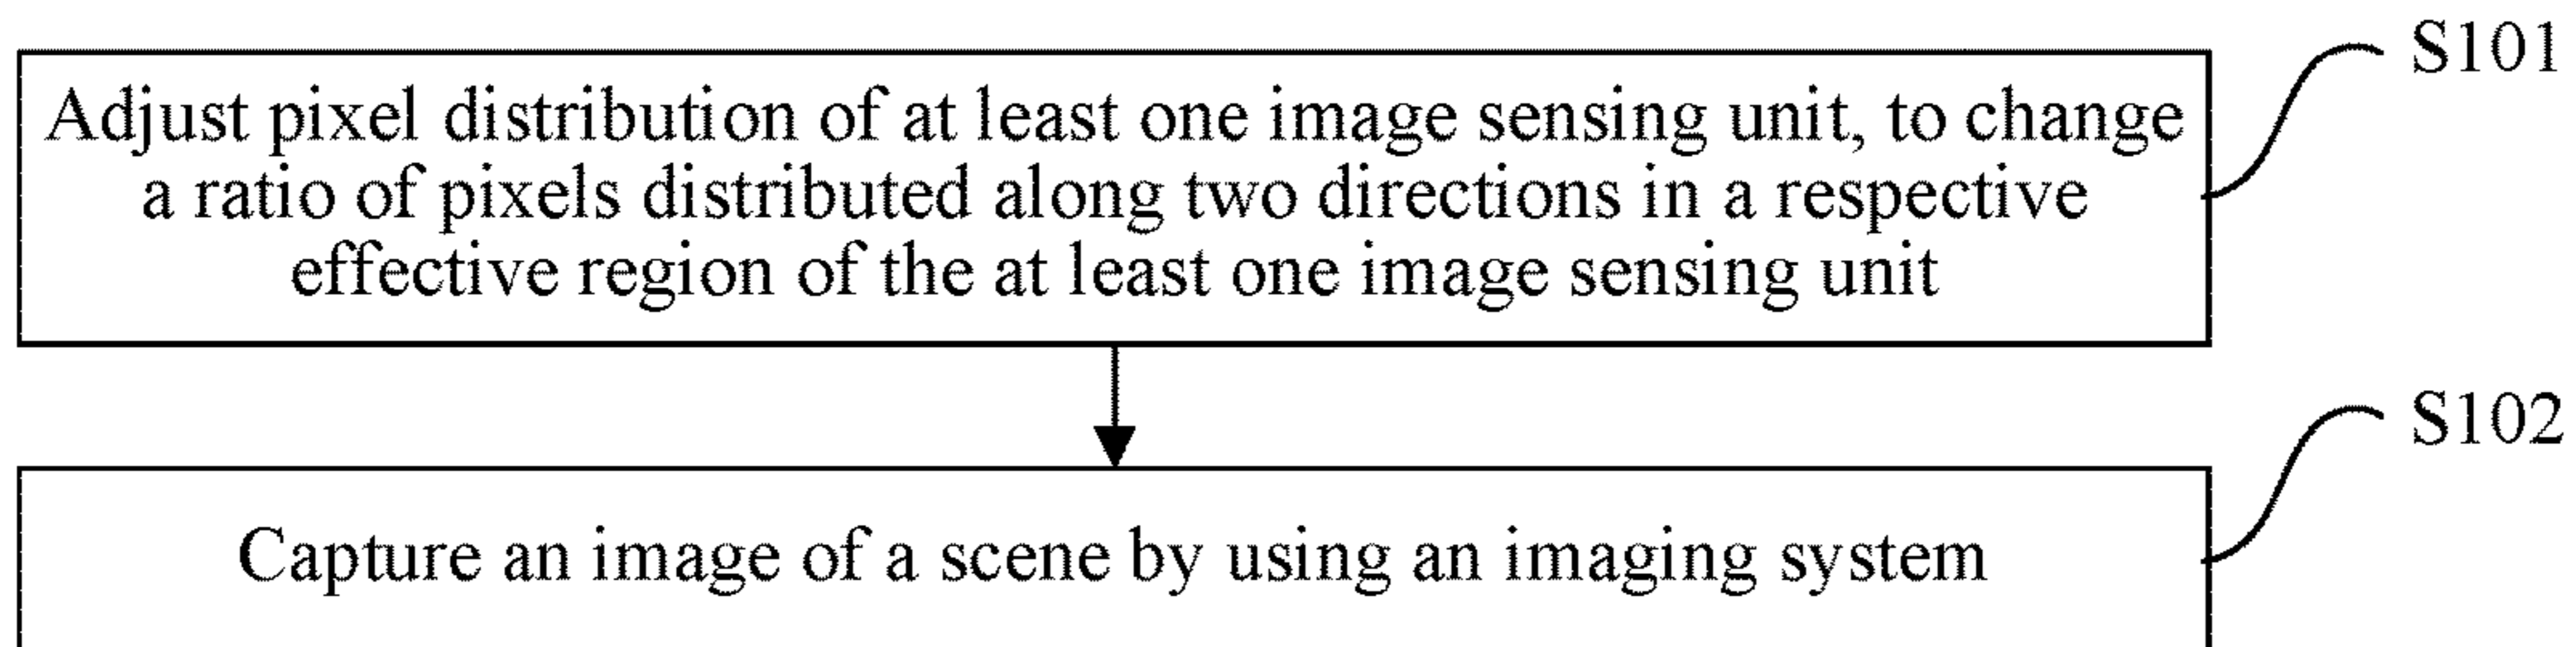 S101
Adjust pixel distribution of at least one image sensing unit, to change
a ratio of pixels distributed along two directions in a respective
effective region of the at least one image sensing unit
S102
Capture an image of a scene by using an imaging system